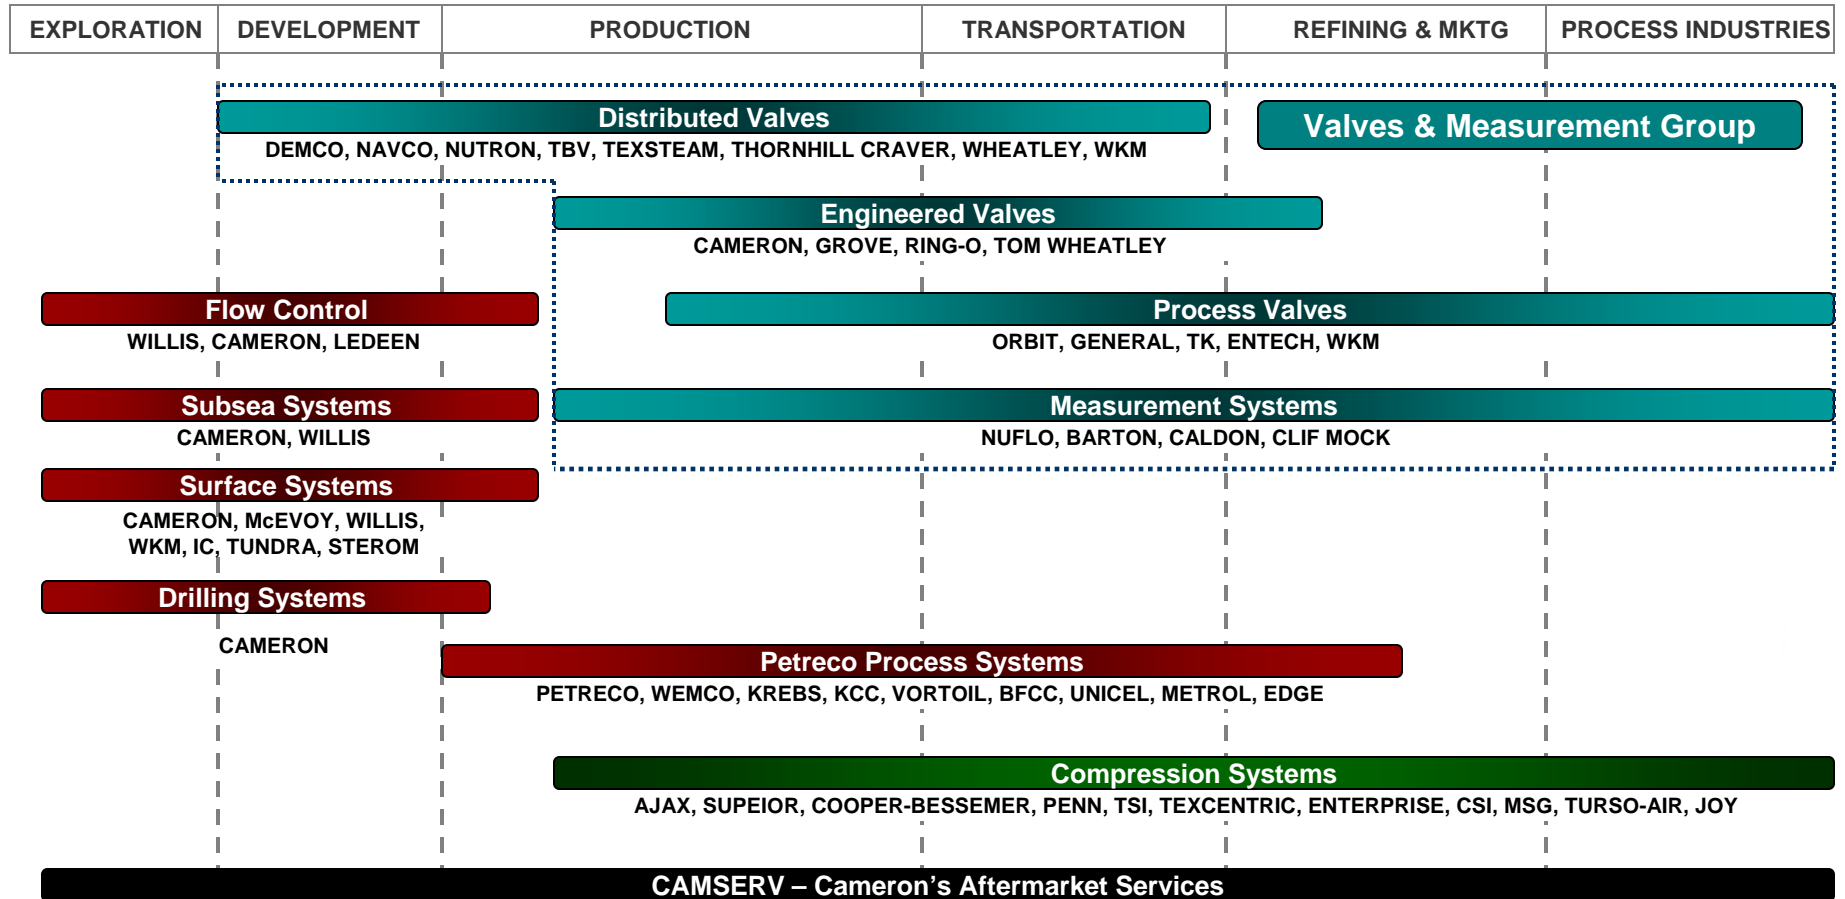 EXPLORATION DEVELOPMENT PRODUCTION TRANSPORTATION REFINING & MKTG PROCESS INDUSTRIES
Distributed Valves
Valves & Measurement Group
DEMCO, NAVCO, NUTRON, TBV, TEXSTEAM, THORNHILL CRAVER, WHEATLEY, WKM
Engineered Valves
CAMERON, GROVE, RING-O, TOM WHEATLEY
Flow Control
WILLIS, CAMERON, LEDEEN
Process Valves
ORBIT, GENERAL, TK, ENTECH, WKM
Subsea Systems
CAMERON, WILLIS
Measurement Systems
NUFLO, BARTON, CALDON, CLIF MOCK
Surface Systems
CAMERON, McEVOY, WILLIS,
WKM, IC, TUNDRA, STEROM
Drilling Systems
CAMERON
Petreco Process Systems
PETRECO, WEMCO, KREBS, KCC, VORTOIL, BFCC, UNICEL, METROL, EDGE
Compression Systems
AJAX, SUPEIOR, COOPER-BESSEMER, PENN, TSI, TEXCENTRIC, ENTERPRISE, CSI, MSG, TURSO-AIR, JOY
CAMSERV – Cameron’s Aftermarket Services